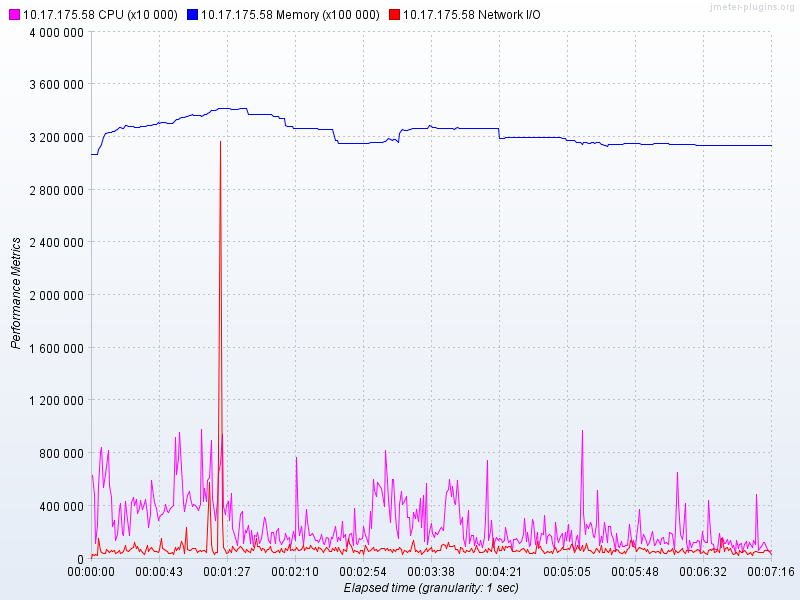 jmeter-plugins.org
10.17.175.58 CPU (x10 000) 10.17.175.58 Memory (x100 000) 10.17.175.58 Network I/O
4 000 000
3 600 000
3 200 000
2 800 000
2 400 000
2 000 000
1 600 000
1 200 000
800 000
400 000
0
Performance Metrics
00:00:00 00:00:43 00:01:27 00:02:10 00:02:54 00:03:38 00:04:21 00:05:05 00:05:48 00:06:32 00:07:16
Elapsed time (granularity: 1 sec)